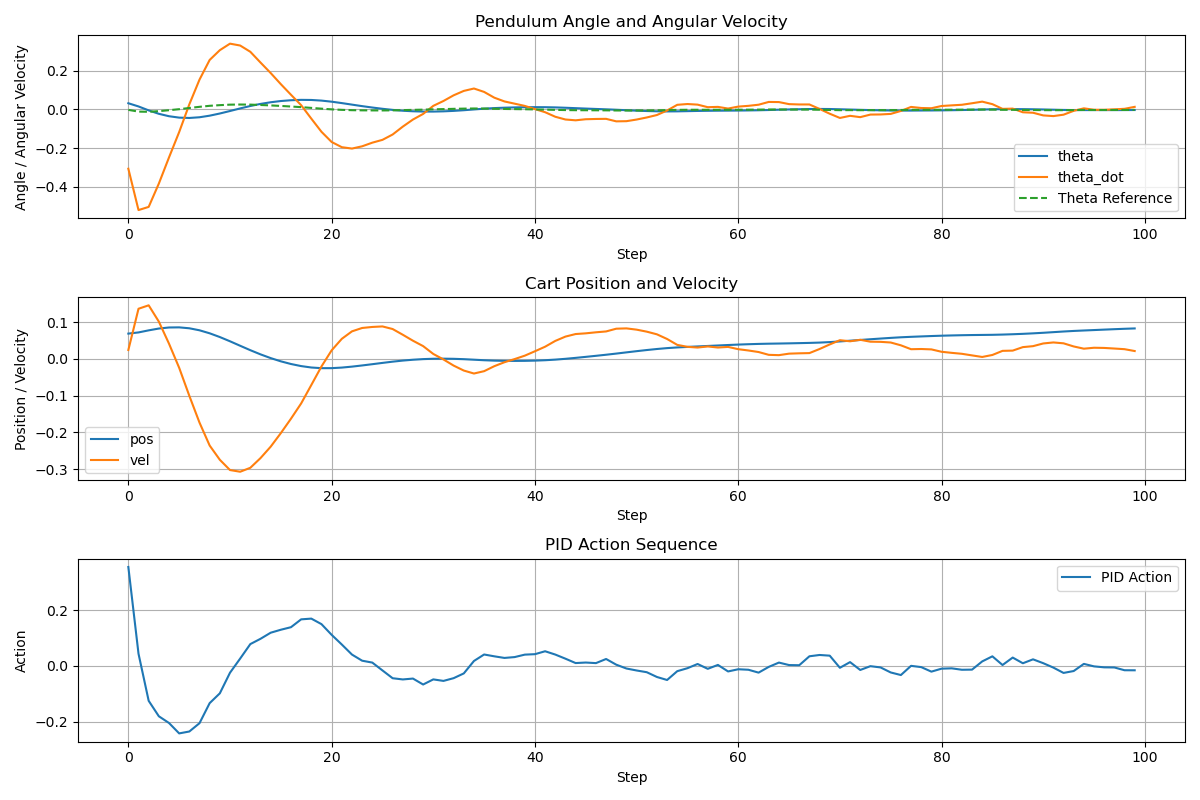 Pendulum Angle and Angular Velocity
Angle / Angular Velocity
0.2
0.0
−0.2
−0.4
theta
theta_dot
Theta Reference
0 20 40 60 80 100
Step
Cart Position and Velocity
Position / Velocity
0.1
0.0
−0.1
−0.2
−0.3
pos
vel
0 20 40 60 80 100
Step
PID Action Sequence
Action
0.2
0.0
−0.2
PID Action
0 20 40 60 80 100
Step